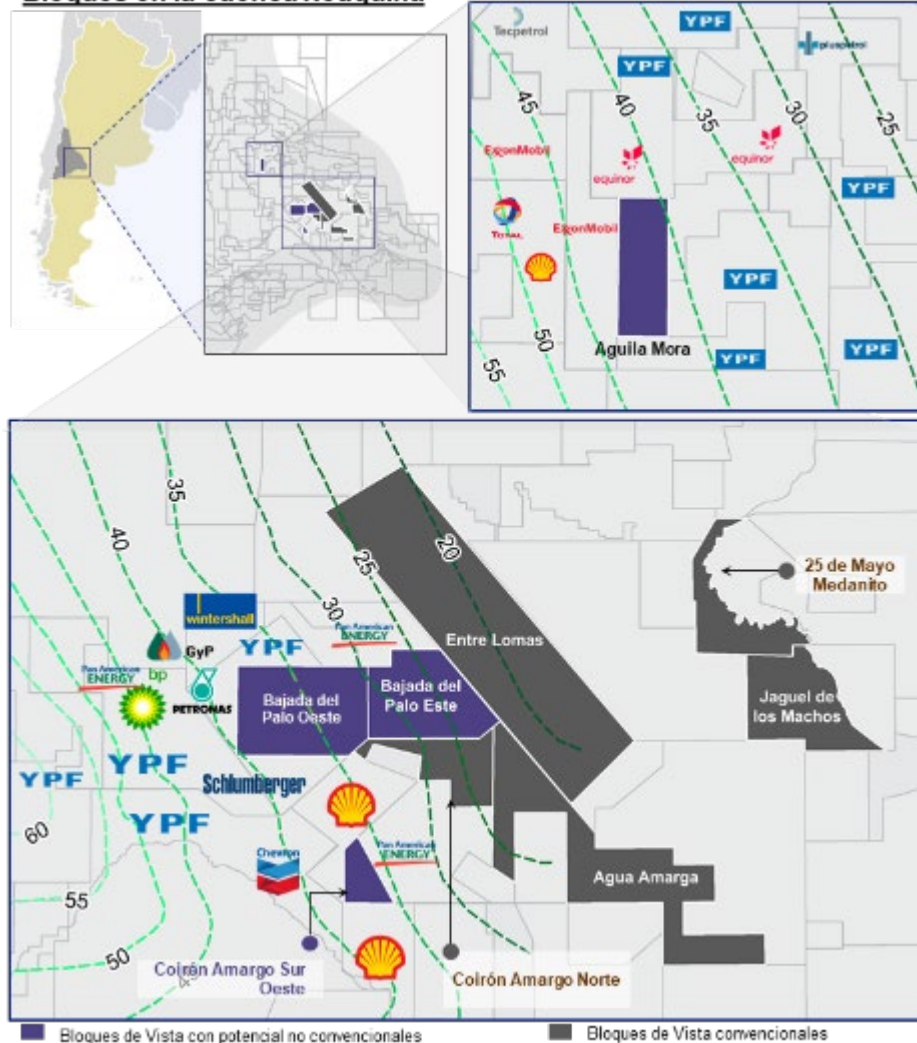 Bloques en la Cuenca Neuquina
Tecpetrol
YPF
pluspetrol
YPF
45
40
35
30
25
ExxonMobil
equinor
equinor
YPF
TOTAL
ExxonMobil
YPF
50
55
Aguila Mora
YPF
YPF
35
40
45
25
20
30
wintershall
GyP
YPF
Pan American
ENERGY
Pan American
ENERGY
bp
PETRONAS
Entre Lomas
25 de Mayo
Medanito
Bajada del
Palo Oeste
Bajada del
Palo Este
Jaguel de
los Machos
YPF
YPF
Schlumberger
YPF
60
Chevron
Pan American
ENERGY
Agua Amarga
55
50
45
Coirón Amargo Sur
Oeste
Coirón Amargo Norte
Bloques de Vista con potencial no convencionales
Bloques de Vista convencionales